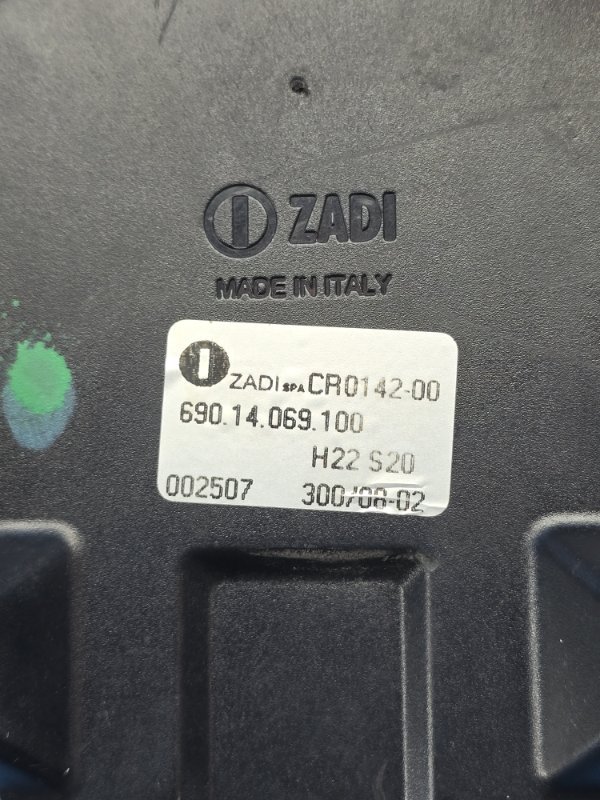 ZADI
MADE IN ITALY
ZADI SPA CR0142-00
690.14.069.100
H22 S20
002507 300/08-02